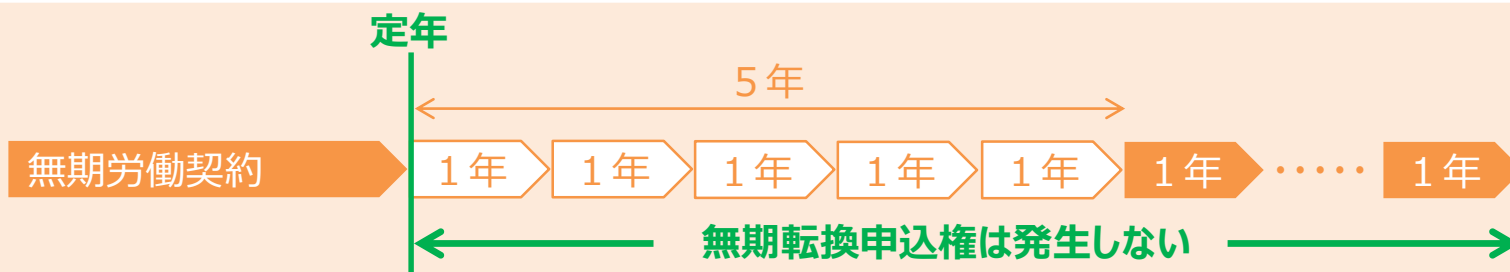 定年
５年
無期労働契約
１年
１年
１年
１年
１年
１年
・・・・・
１年
無期転換申込権は発生しない